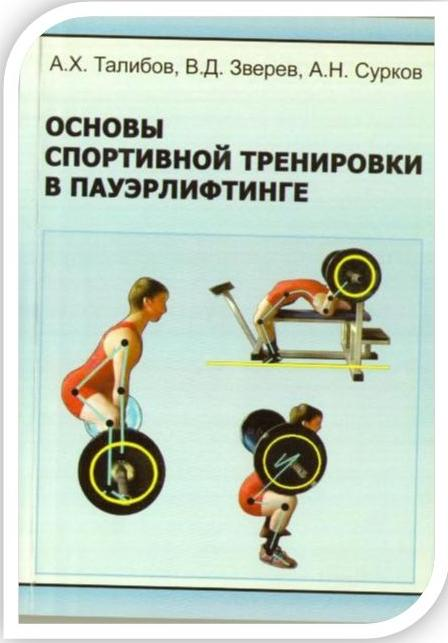 А.Х. Талибов, В.Д. Зверев, А.Н. Сурков
ОСНОВЫ
СПОРТИВНОЙ ТРЕНИРОВКИ
В ПАУЭРЛИФТИНГЕ